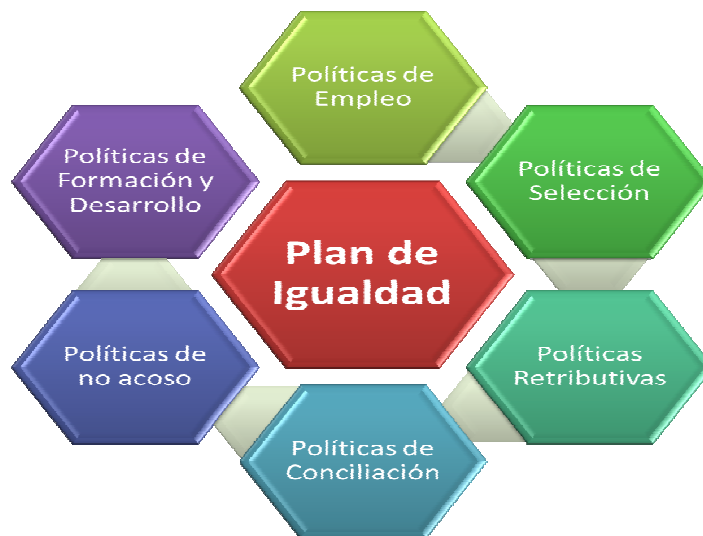 Políticas de
Empleo
Políticas de
Selección
Políticas
Retributivas
Políticas de
Conciliación
Políticas de
no acoso
Políticas de
Formación y
Desarrollo
Plan de
Igualdad